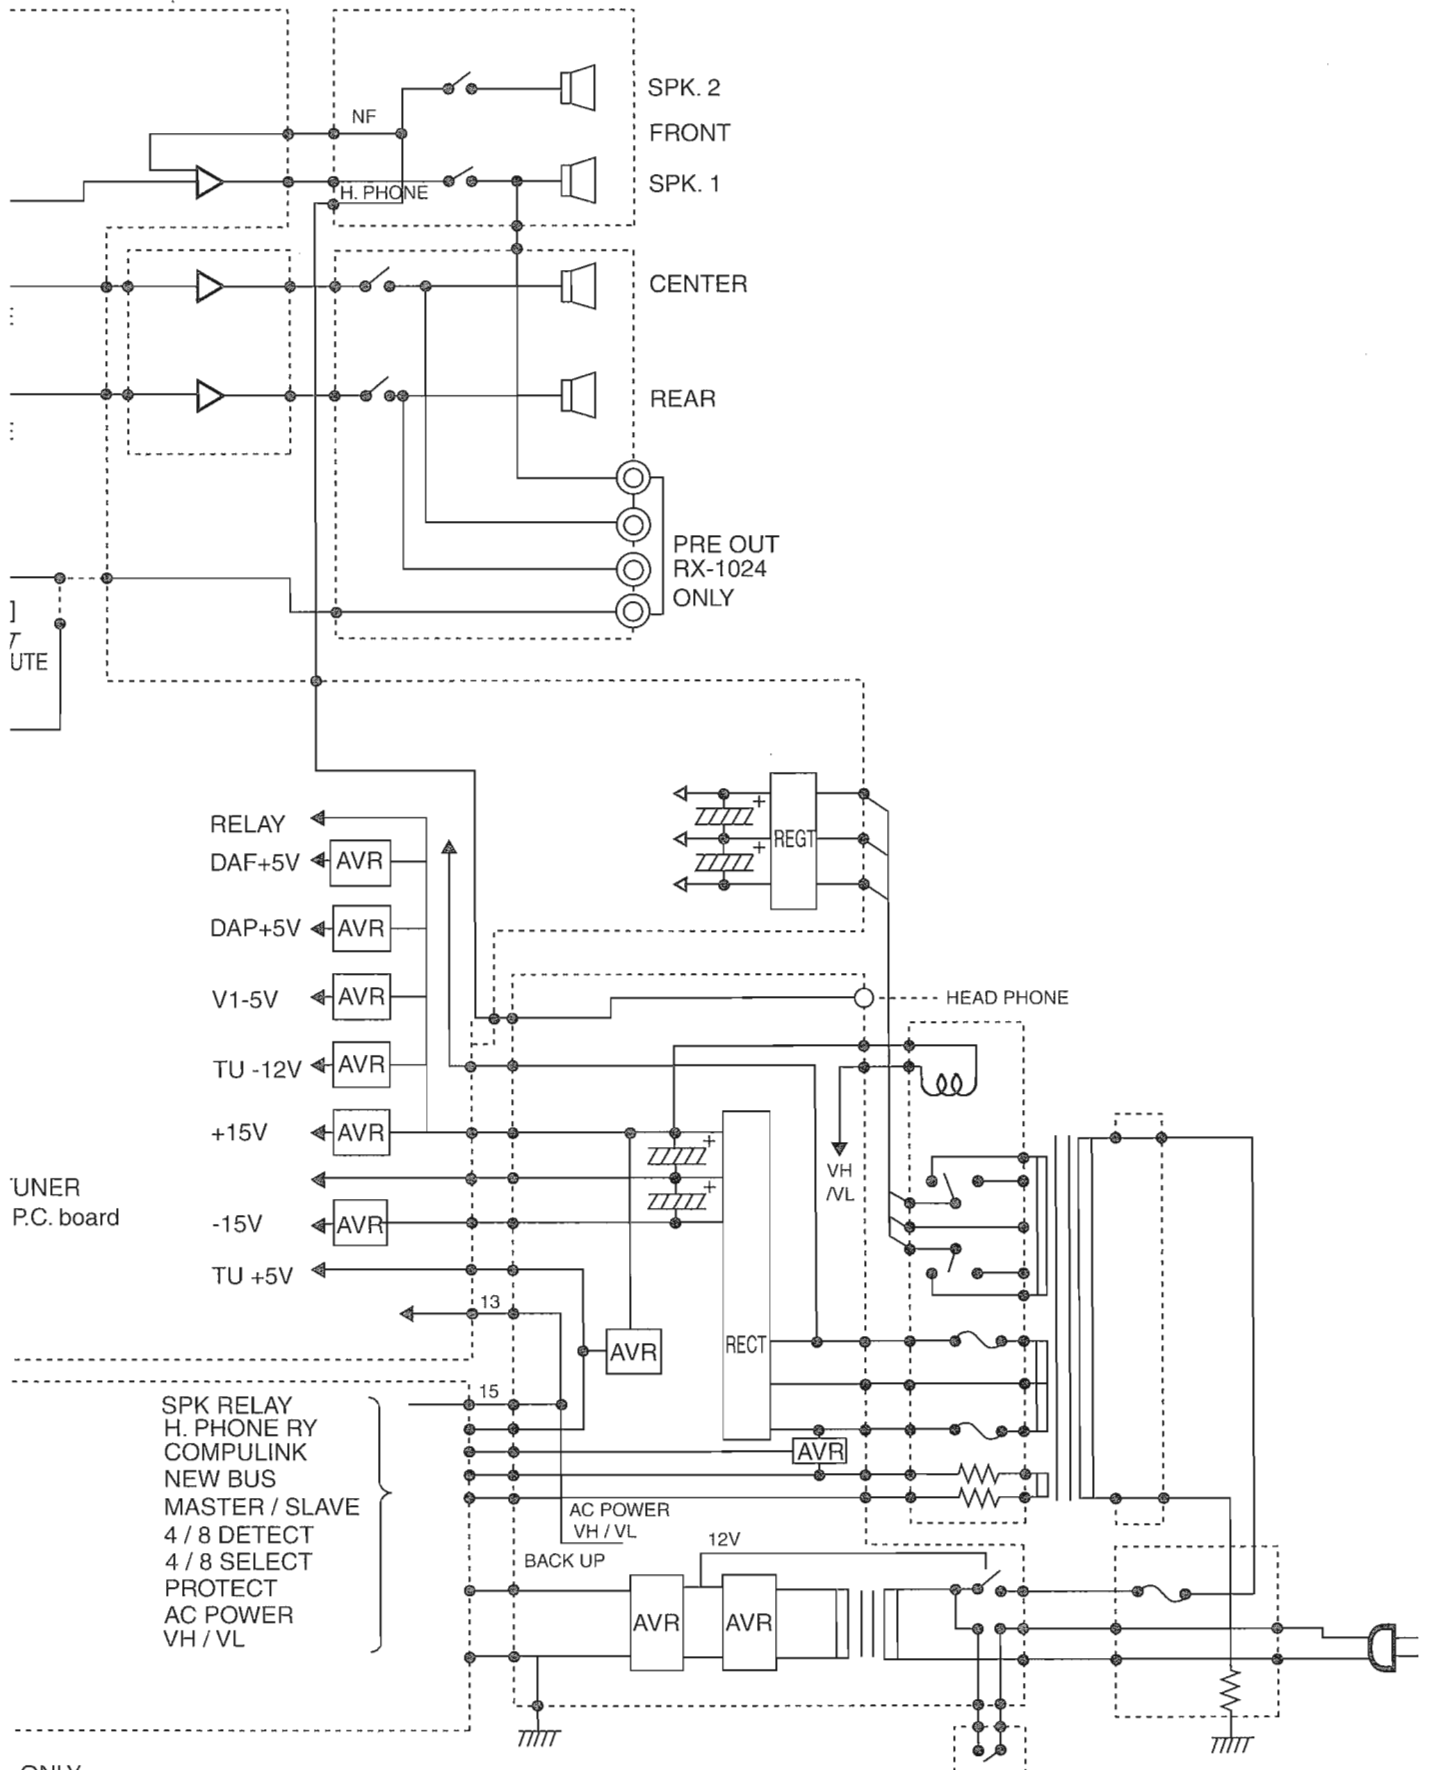 SPK. 2
NF
FRONT
H. PHONE
SPK. 1
CENTER
REAR
PRE OUT
RX-1024
ONLY
]
UTE
+
REGT
+
RELAY
DAF+5V
AVR
DAP+5V
AVR
V1-5V
AVR
HEAD PHONE
TU -12V
AVR
+15V
AVR
+
VH
/VL
UNER
P.C. board
+
-15V
AVR
TU +5V
13
AVR
RECT
15
SPK RELAY
H. PHONE RY
COMPULINK
AVR
NEW BUS
MASTER / SLAVE
AC POWER
VH / VL
4 / 8 DETECT
12V
4 / 8 SELECT
BACK UP
PROTECT
AC POWER
AVR
AVR
VH / VL
ONLY